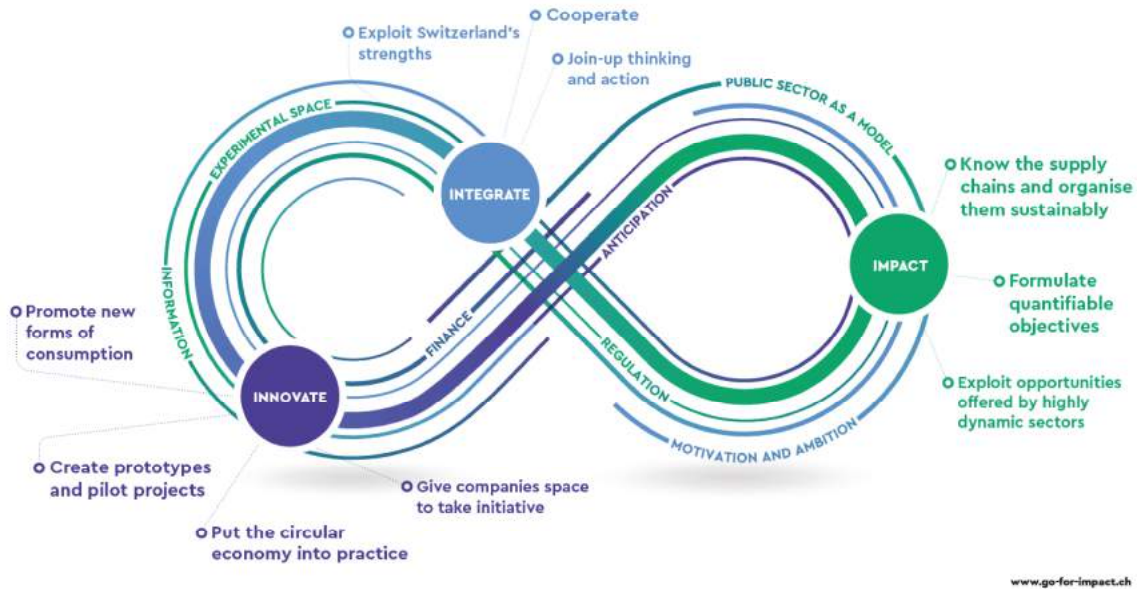 Cooperate
Exploit Switzerland's
strengths
Join-up thinking
and action
PUBLIC SECTOR AS A MODEL
EXPERIMENTAL SPACE
INTEGRATE
Know the supply
chains and organise
them sustainably
ANTICIPATION
IMPACT
INFORMATION
Formulate
quantifiable
objectives
Promote new
forms of
consumption
FINANCE
REGULATION
INNOVATE
Exploit opportunities
offered by highly
dynamic sectors
MOTIVATION AND AMBITION
Create prototypes
and pilot projects
Give companies space
to take initiative
Put the circular
economy into practice
www.go-for-impact.ch